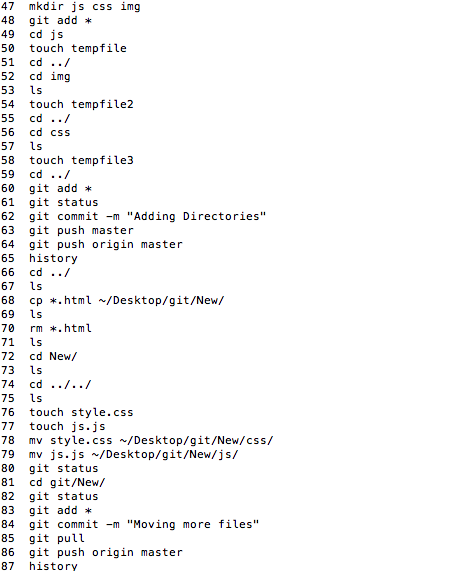 47 mkdir js css img
48 git add *
49 cd js
50 touch tempfile
51 cd ../
52 cd img
53 ls
54 touch tempfile2
55 cd ../
56 cd css
57 ls
58 touch tempfile3
59 cd ../
60 git add *
61 git status
62 git commit -m "Adding Directories"
63 git push master
64 git push origin master
65 history
66 cd ../
67 ls
68 cp *.html ~/Desktop/git/New/
69 ls
70 rm *.html
71 ls
72 cd New/
73 ls
74 cd ../../
75 ls
76 touch style.css
77 touch js.js
78 mv style.css ~/Desktop/git/New/css/
79 mv js.js ~/Desktop/git/New/js/
80 git status
81 cd git/New/
82 git status
83 git add *
84 git commit -m "Moving more files"
85 git pull
86 git push origin master
87 history